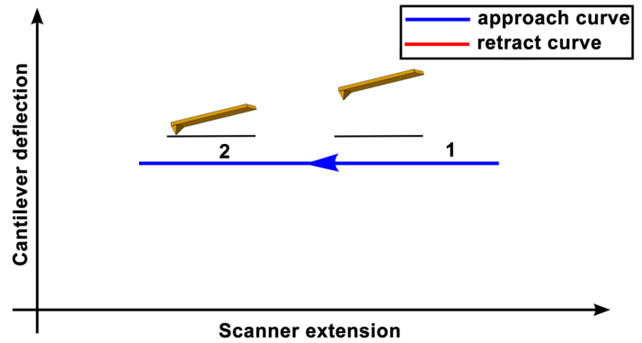 approach curve
retract curve
2
1
Cantilever deflection
Scanner extension